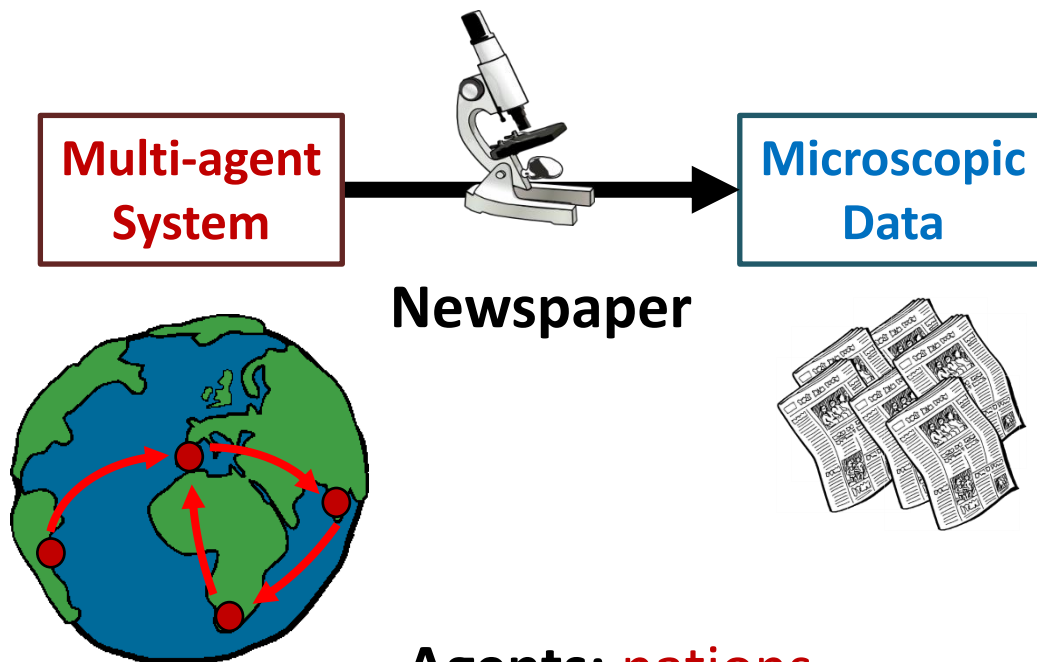 Multi-agent
System
Microscopic
Data
Newspaper
Agents: nations